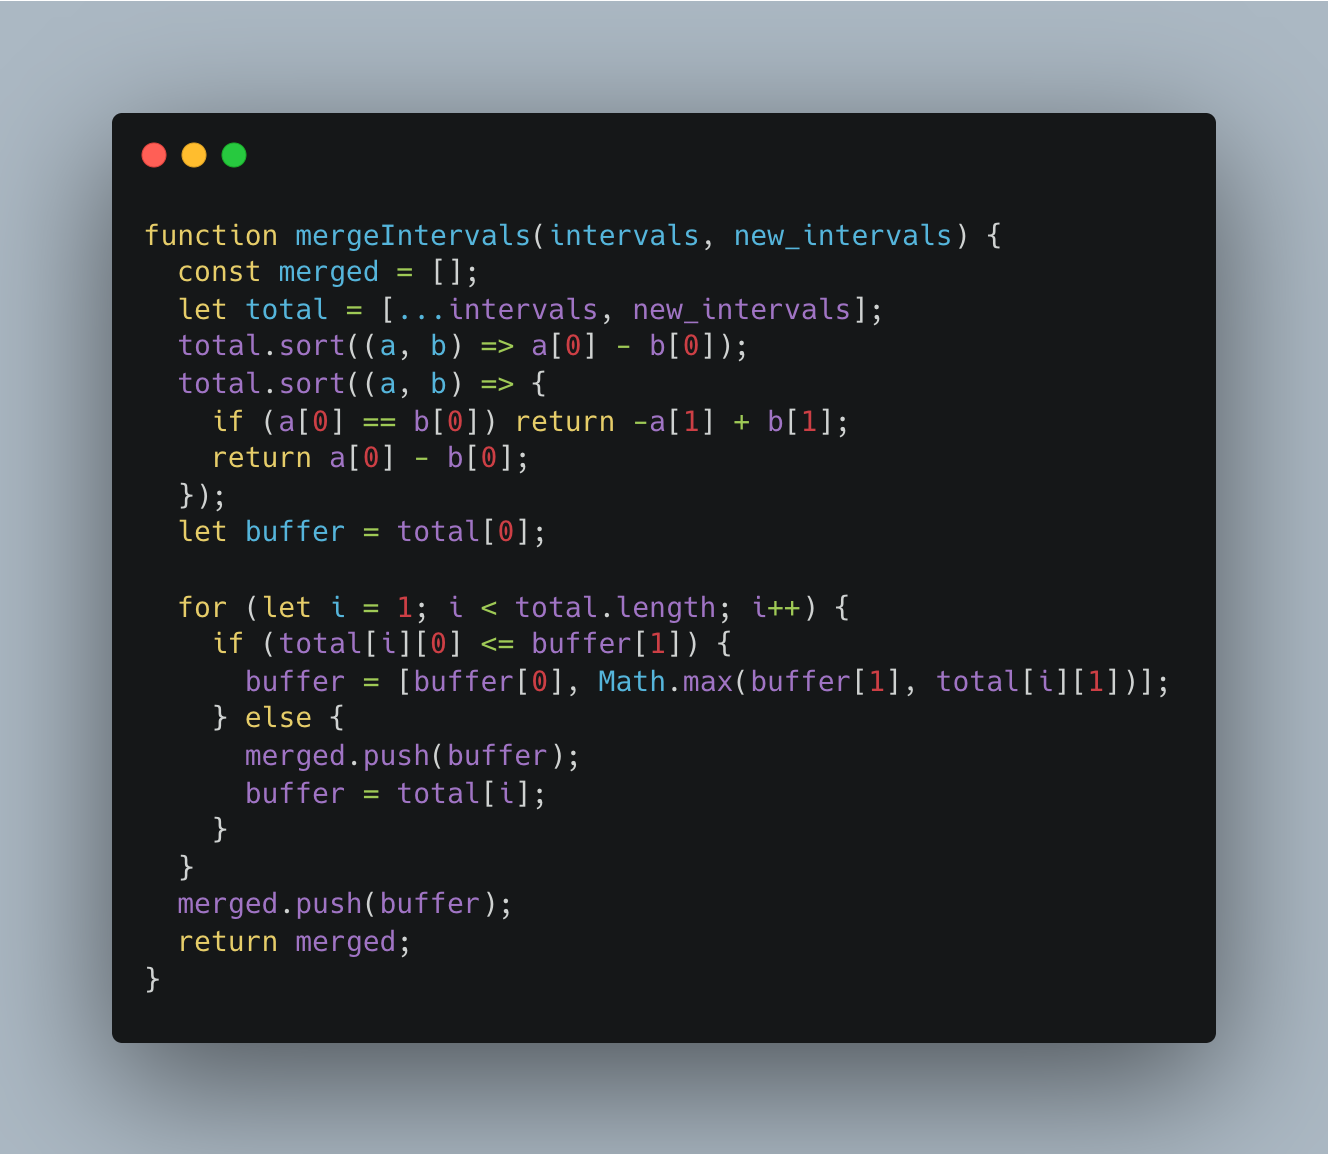 function mergeIntervals(intervals, new_intervals) {
  const merged = [];
  let total = [...intervals, new_intervals];
  total.sort((a, b) => a[0] - b[0]);
  total.sort((a, b) => {
    if (a[0] == b[0]) return -a[1] + b[1];
    return a[0] - b[0];
  });
  let buffer = total[0];

  for (let i = 1; i < total.length; i++) {
    if (total[i][0] <= buffer[1]) {
      buffer = [buffer[0], Math.max(buffer[1], total[i][1])];
    } else {
      merged.push(buffer);
      buffer = total[i];
    }
  }
  merged.push(buffer);
  return merged;
}